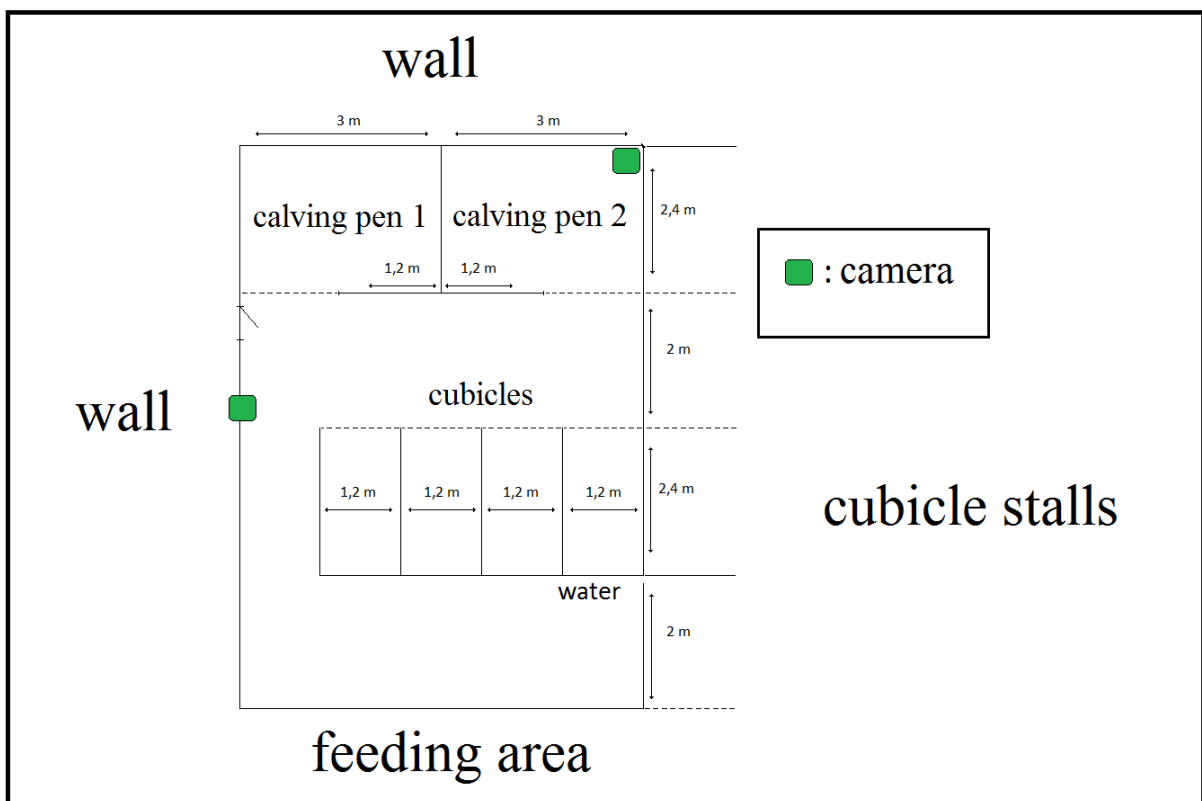 wall
3 m 3 m
calving pen 1 calving pen 2
2,4 m
1,2 m 1,2 m
: camera
2 m
cubicles
wall
1,2 m 1,2 m 1,2 m 1,2 m
2,4 m
cubicle stalls
water
2 m
feeding area